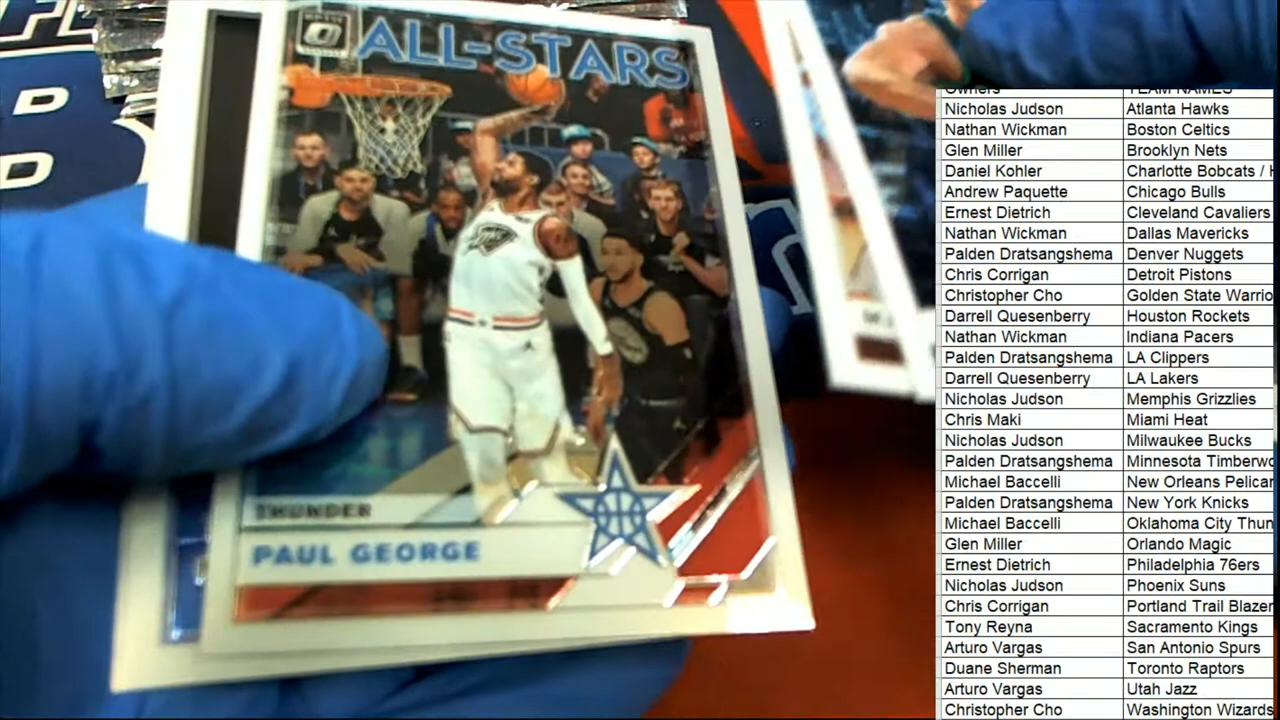 ALL-STARS
THUNDER
PAUL GEORGE
D
D
Owners TEAM NAMES
Nicholas Judson Atlanta Hawks
Nathan Wickman Boston Celtics
Glen Miller Brooklyn Nets
Daniel Kohler Charlotte Bobcats / H
Andrew Paquette Chicago Bulls
Ernest Dietrich Cleveland Cavaliers
Nathan Wickman Dallas Mavericks
Palden Dratsangshema Denver Nuggets
Chris Corrigan Detroit Pistons
Christopher Cho Golden State Warrio
Darrell Quesenberry Houston Rockets
Nathan Wickman Indiana Pacers
Palden Dratsangshema LA Clippers
Darrell Quesenberry LA Lakers
Nicholas Judson Memphis Grizzlies
Chris Maki Miami Heat
Nicholas Judson Milwaukee Bucks
Palden Dratsangshema Minnesota Timberwo
Michael Baccelli New Orleans Pelican
Palden Dratsangshema New York Knicks
Michael Baccelli Oklahoma City Thun
Glen Miller Orlando Magic
Ernest Dietrich Philadelphia 76ers
Nicholas Judson Phoenix Suns
Chris Corrigan Portland Trail Blazer
Tony Reyna Sacramento Kings
Arturo Vargas San Antonio Spurs
Duane Sherman Toronto Raptors
Arturo Vargas Utah Jazz
Christopher Cho Washington Wizards